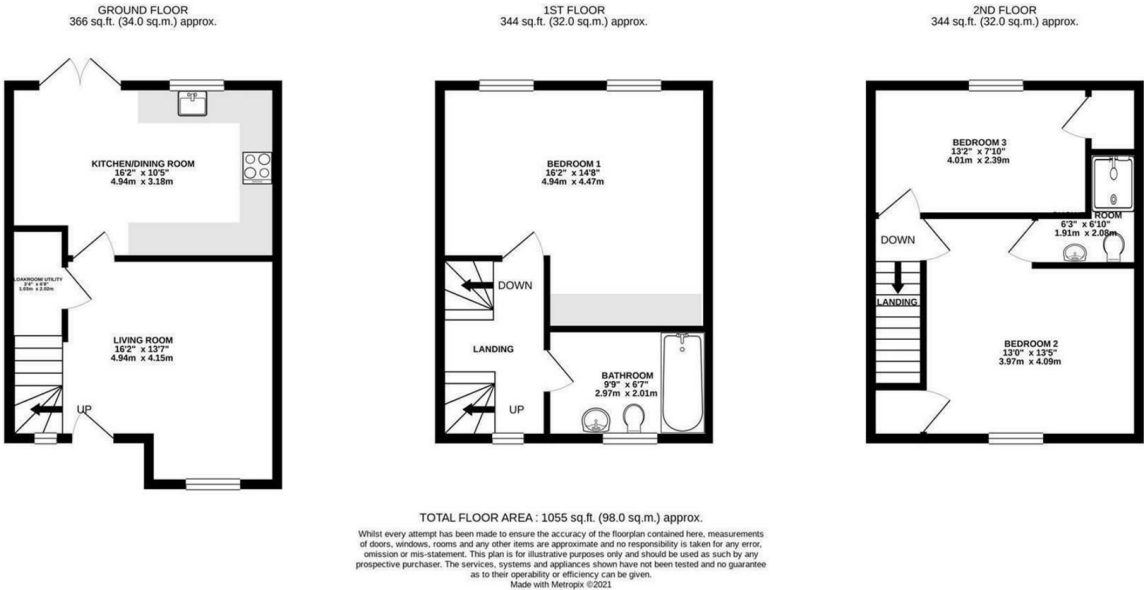 GROUND FLOOR
366 sq.ft. (34.0 sq.m.) approx.
KITCHEN/DINING ROOM
16'2" x 10'5"
4.94m x 3.18m
LOAKROOM/UTILITY
3'4" x 6'8"
1.03m x 2.02m
LIVING ROOM
16'2" x 13'7"
4.94m x 4.15m
UP
1ST FLOOR
344 sq.ft. (32.0 sq.m.) approx.
BEDROOM 1
16'2" x 14'8"
4.94m x 4.47m
DOWN
LANDING
BATHROOM
9'9" x 6'7"
2.97m x 2.01m
UP
2ND FLOOR
344 sq.ft. (32.0 sq.m.) approx.
BEDROOM 3
13'2" x 7'10"
4.01m x 2.39m
ROOM
6'3" x 6'10"
1.91m x 2.08m
DOWN
LANDING
BEDROOM 2
13'0" x 13'5"
3.97m x 4.09m
TOTAL FLOOR AREA : 1055 sq.ft. (98.0 sq.m.) approx.
Whilst every attempt has been made to ensure the accuracy of the floorplan contained here, measurements
of doors, windows, rooms and any other items are approximate and no responsibility is taken for any error,
omission or mis-statement. This plan is for illustrative purposes only and should be used as such by any
prospective purchaser. The services, systems and appliances shown have not been tested and no guarantee
as to their operability or efficiency can be given.
Made with Metropix ©2021